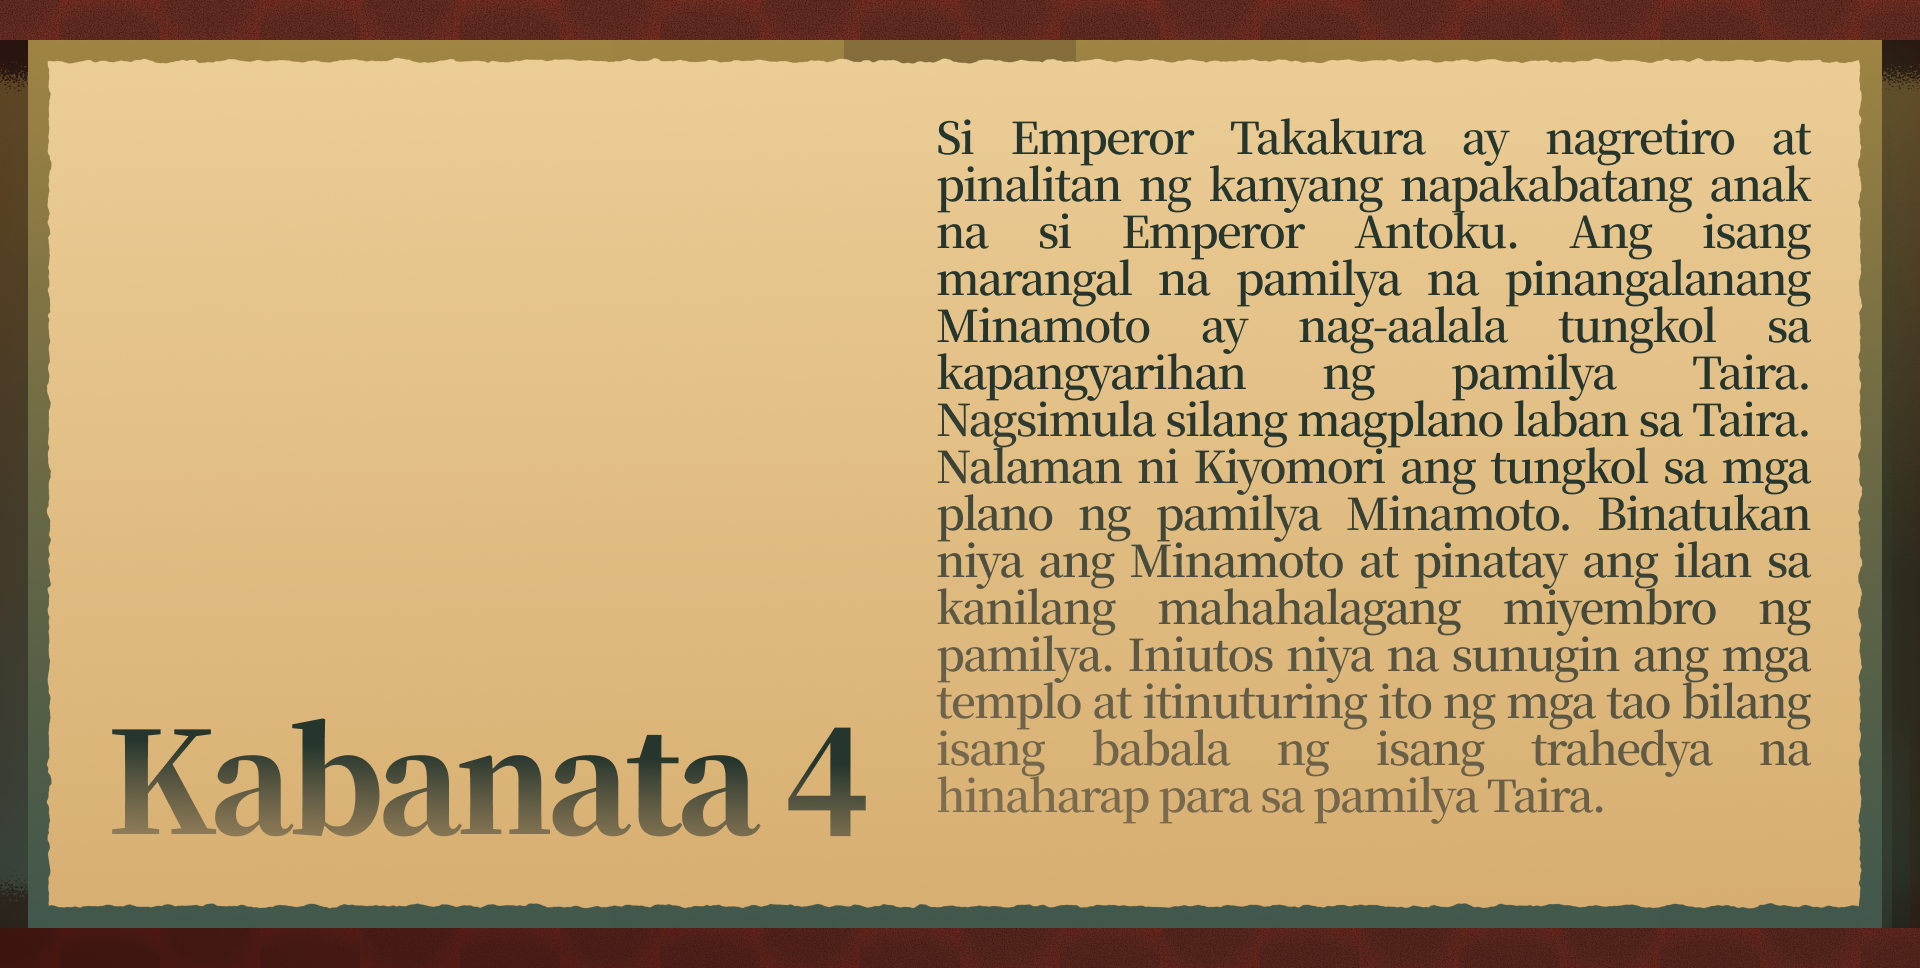 Si Emperor Takakura ay nagretiro at
pinalitan ng kanyang napakabatang anak
na si Emperor Antoku. Ang isang
marangal na pamilya na pinangalanang
Minamoto ay nag-aalala tungkol sa
kapangyarihan ng pamilya Taira.
Nagsimula silang magplano laban sa Taira.
Nalaman ni Kiyomori ang tungkol sa mga
plano ng pamilya Minamoto. Binatukan
niya ang Minamoto at pinatay ang ilan sa
kanilang mahahalagang miyembro ng
pamilya. Iniutos niya na sunugin ang mga
templo at itinuturing ito ng mga tao bilang
isang babala ng isang trahedya na
hinaharap para sa pamilya Taira.
Kabanata 4